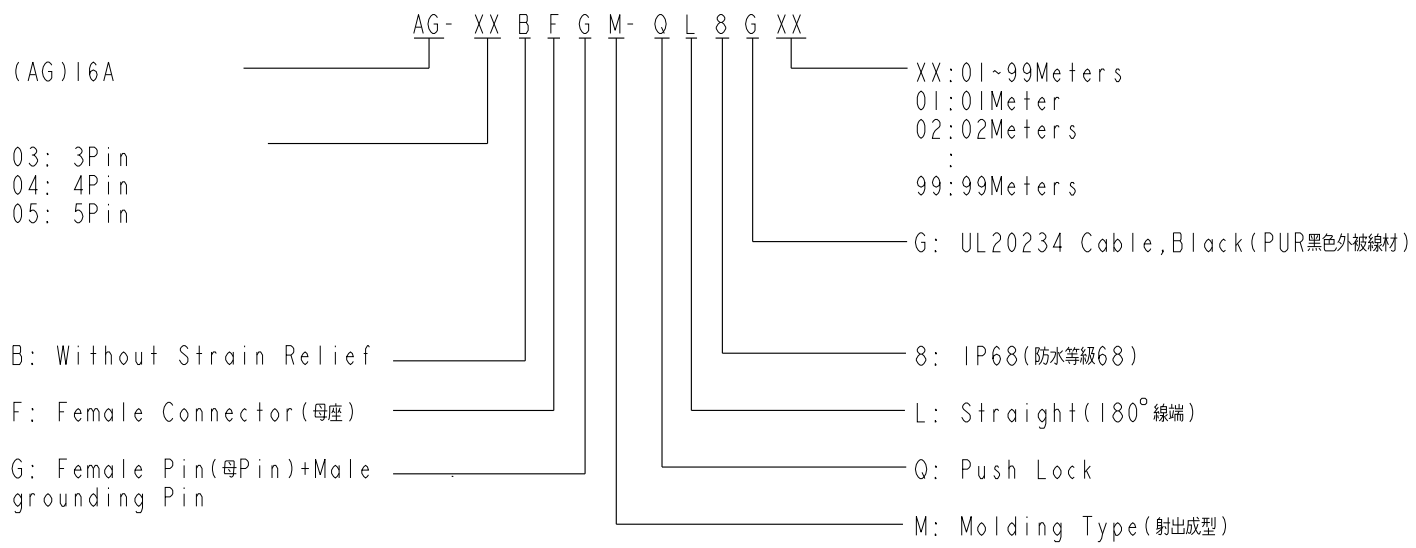 AG- XX B F G M- Q L 8 G XX
(AG)16A
03: 3Pin
04: 4Pin
05: 5Pin
B: Without Strain Relief
F: Female Connector(母座)
G: Female Pin(母Pin)+Male
grounding Pin
XX:01~99Meters
01:01Meter
02:02Meters
:
99:99Meters
G: UL20234 Cable,Black(PUR黑色外被線材)
8: IP68(防水等級68)
L: Straight(180°線端)
Q: Push Lock
M: Molding Type(射出成型)